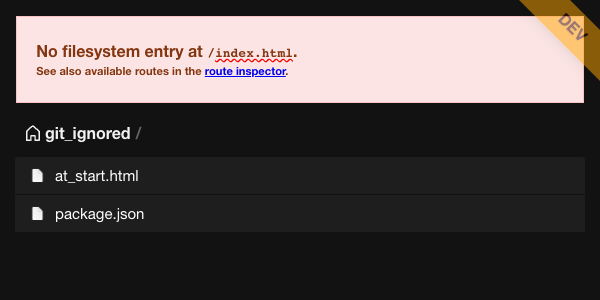 DEV
No filesystem entry at /index.html.
See also available routes in the route inspector.
git_ignored /
at_start.html
package.json